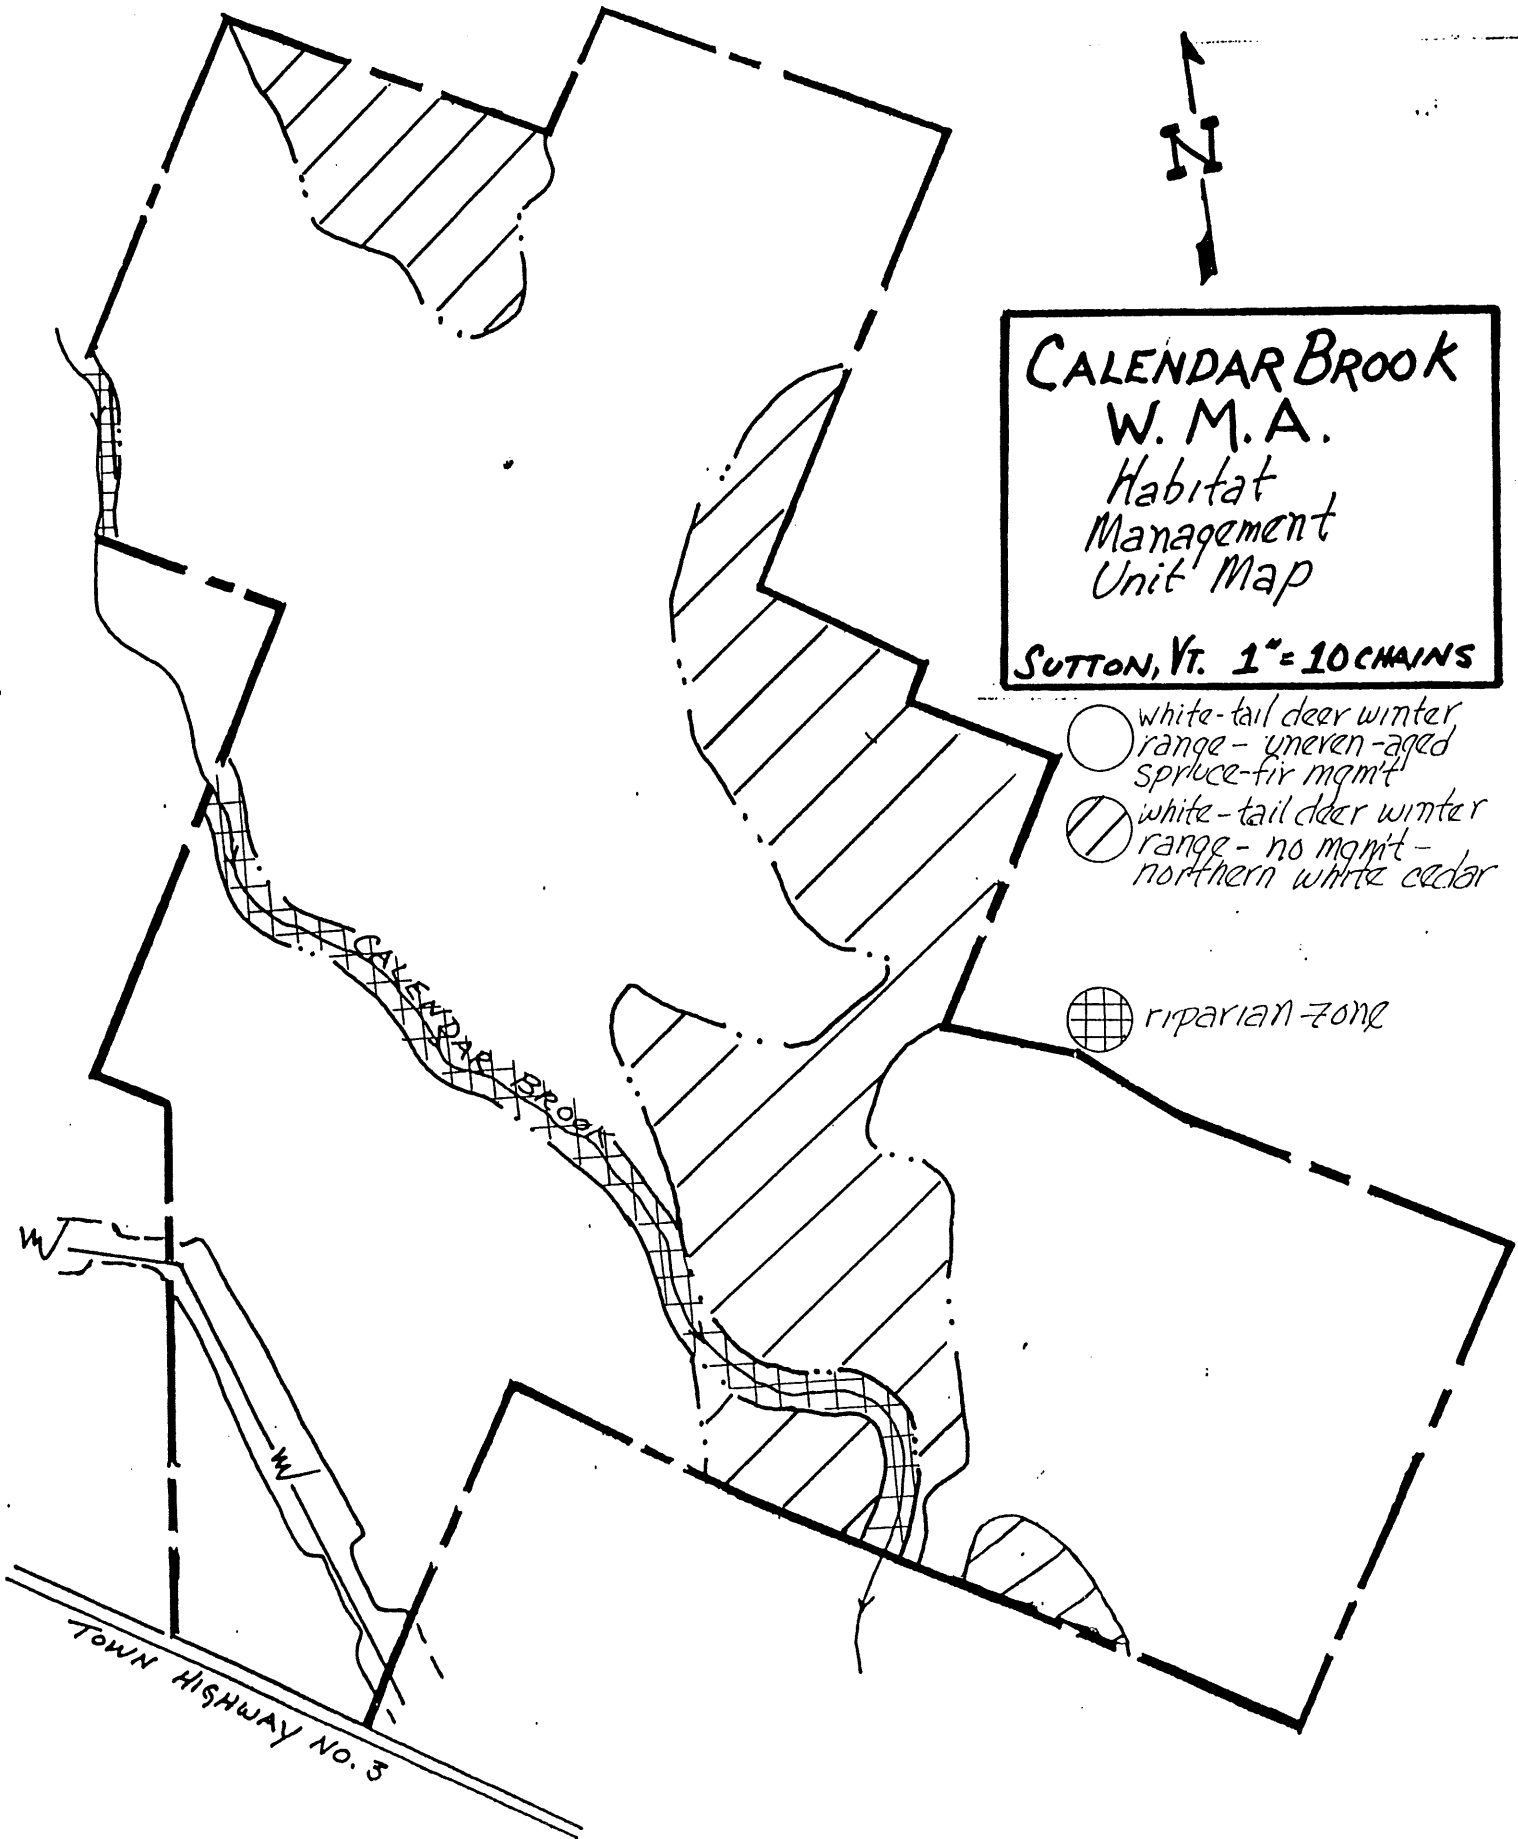 N
CALENDAR BROOK
W. M. A.
Habitat
Management
Unit Map
SUTTON, VT. 1"=10 CHAINS
white-tail deer winter
range - uneven-aged
spruce-fir mgm't
white-tail deer winter
range - no mgm't -
northern white cedar
riparian zone
CALENDAR BROOK
TOWN HIGHWAY NO. 3